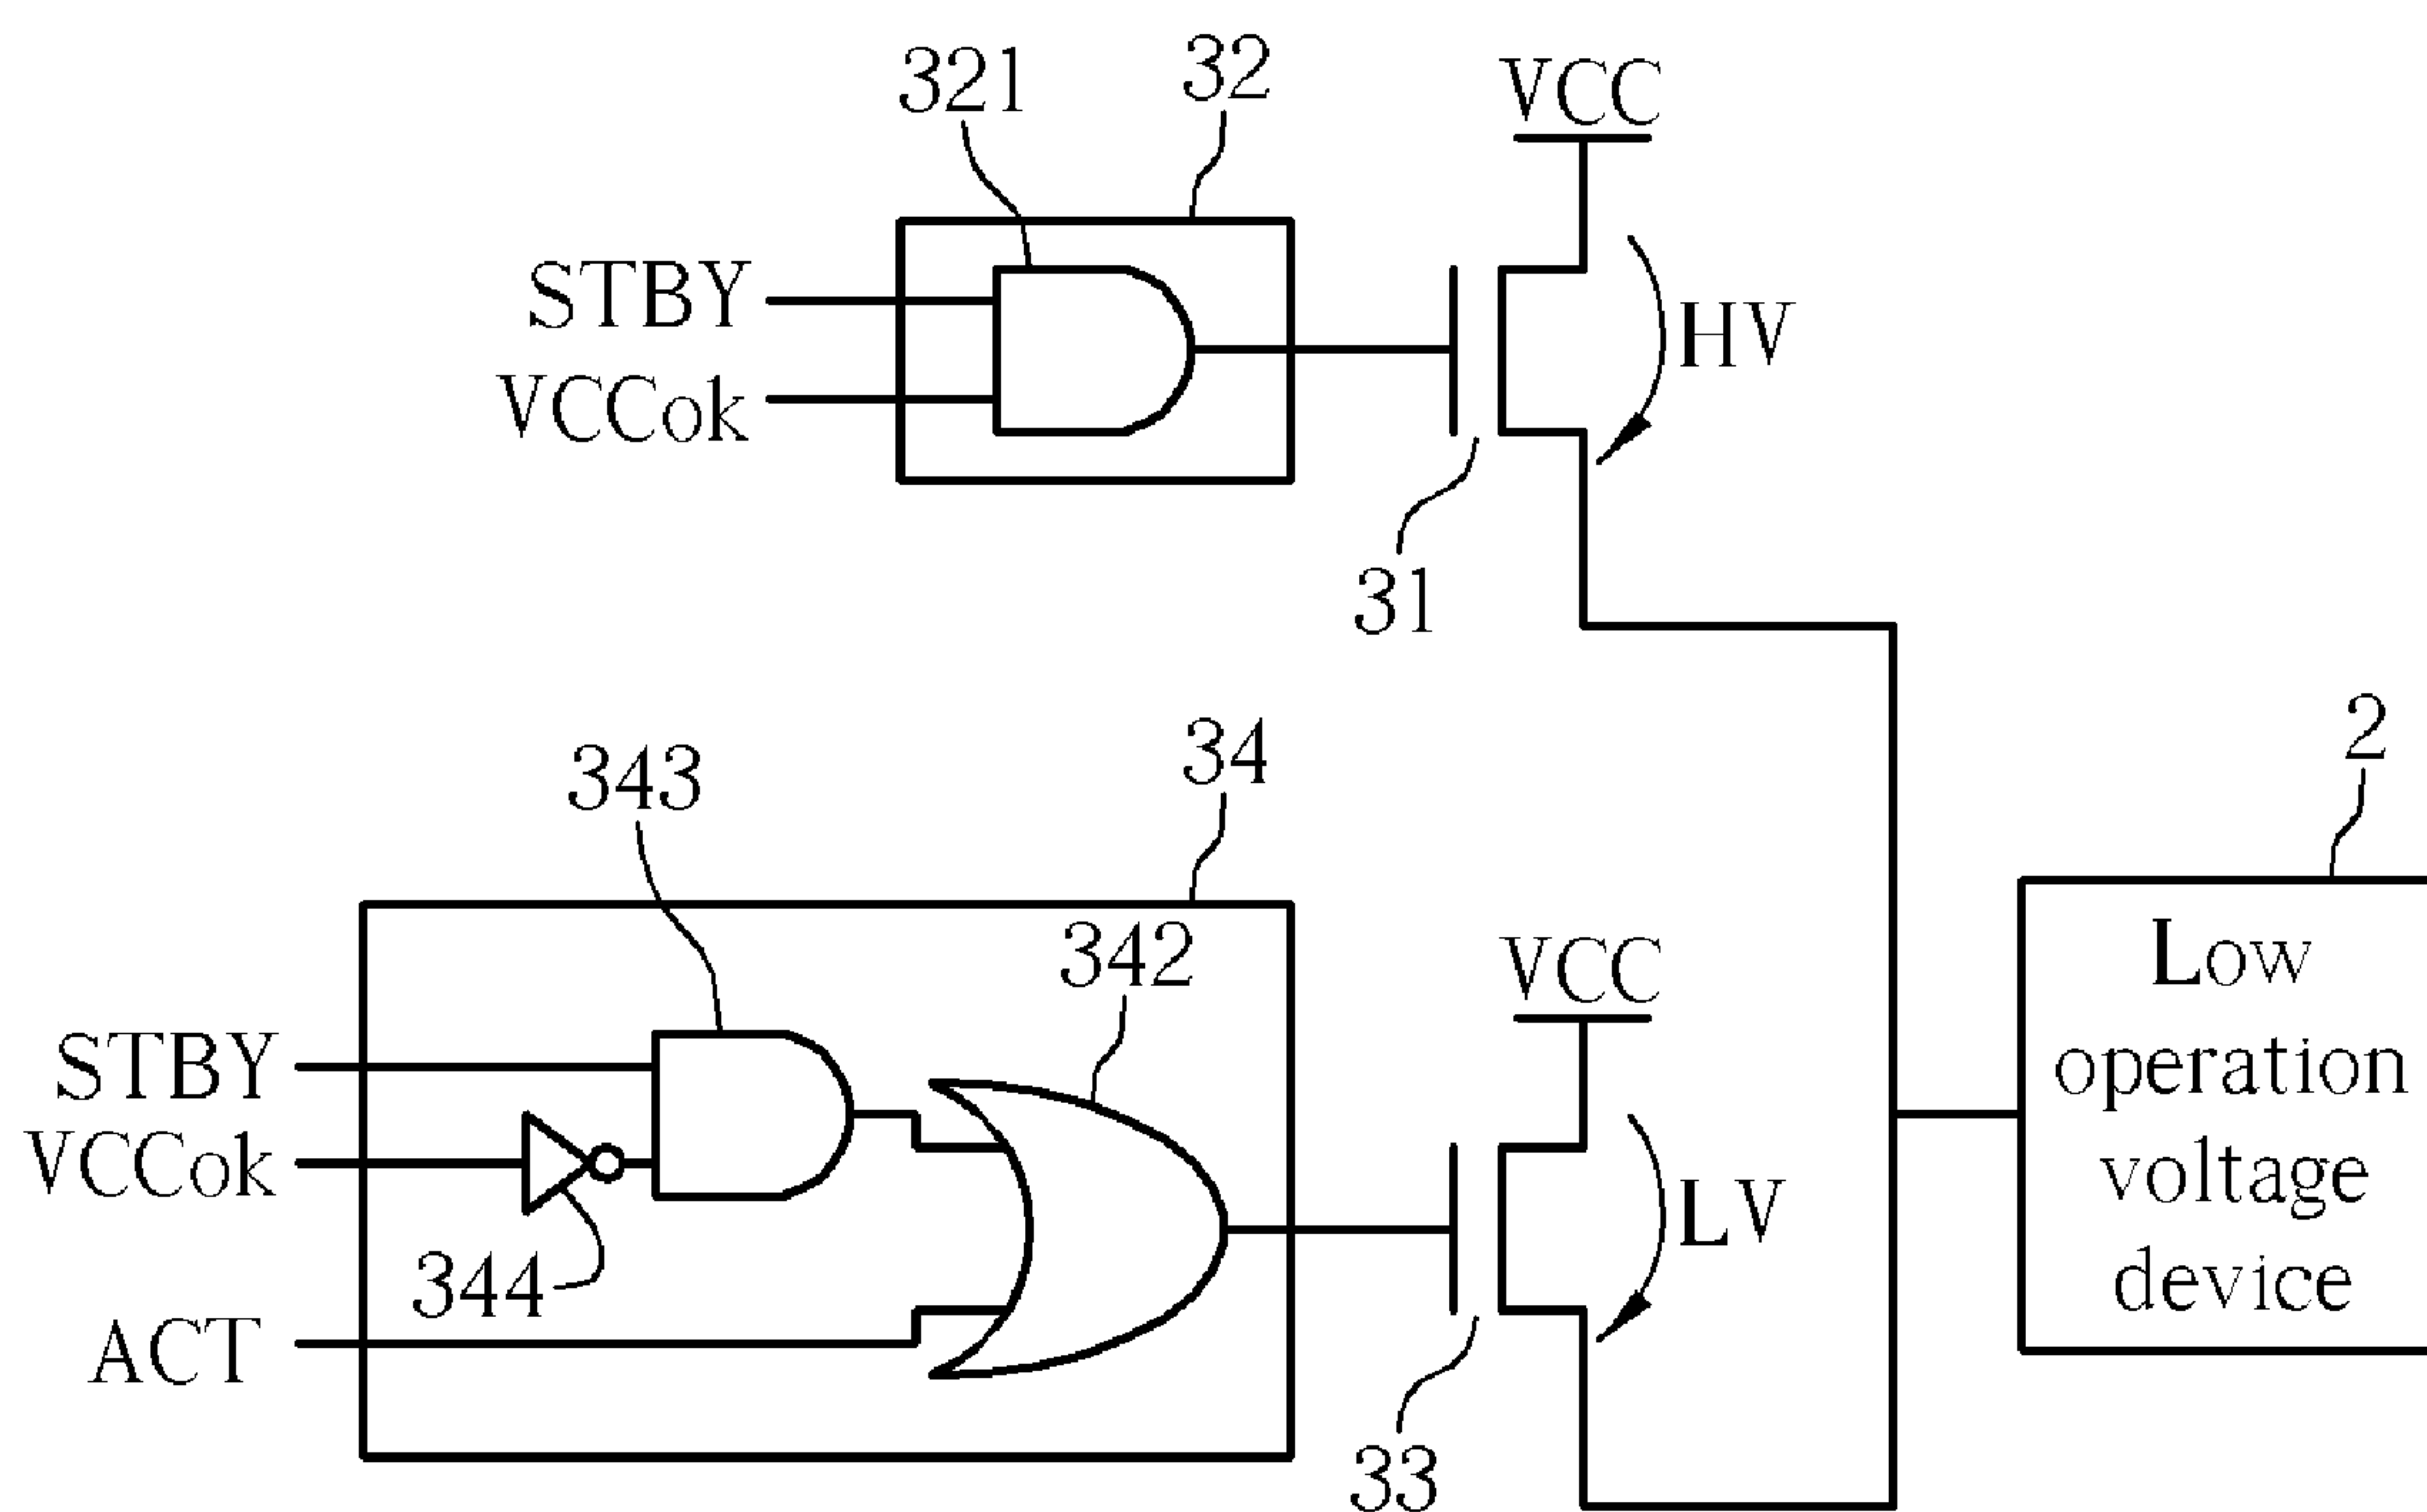 321
32
VCC
STBY
VCCok
HV
31
2
34
343
342
VCC
Low
operation
voltage
device
STBY
VCCok
LV
344
ACT
33